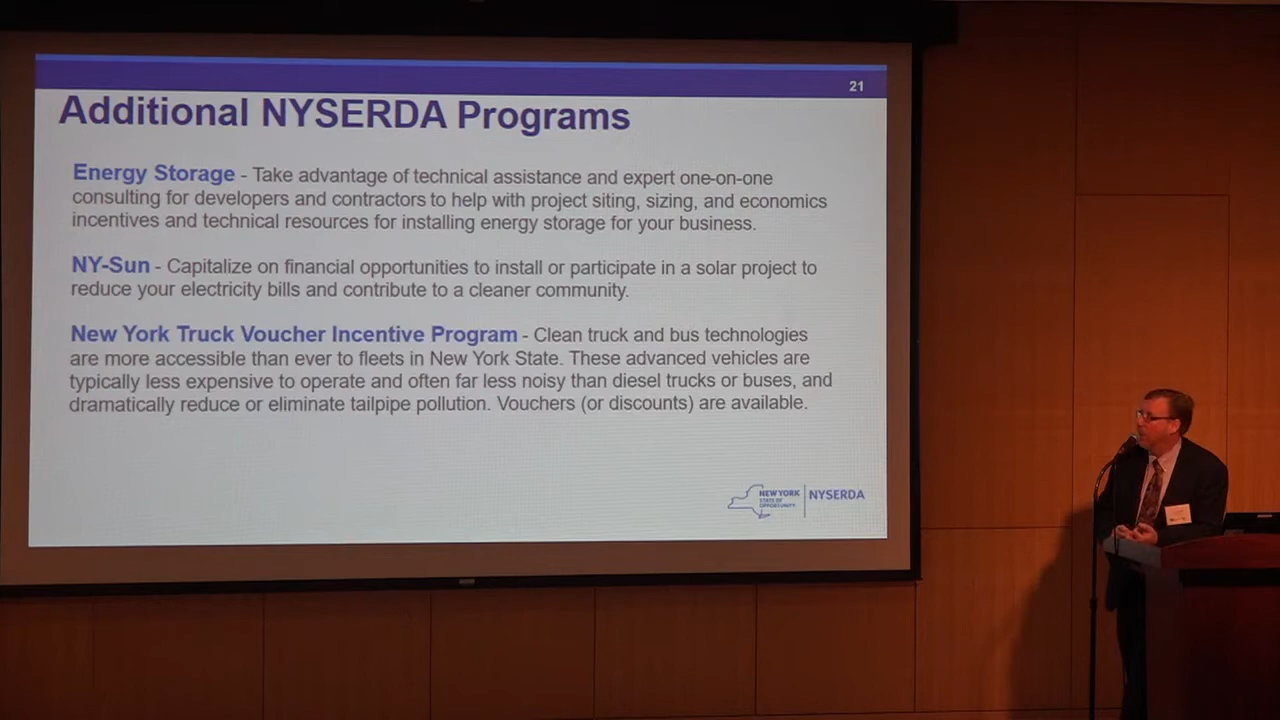 21
Additional NYSERDA Programs
Energy Storage - Take advantage of technical assistance and expert one-on-one
consulting for developers and contractors to help with project siting, sizing, and economics
incentives and technical resources for installing energy storage for your business.
NY-Sun - Capitalize on financial opportunities to install or participate in a solar project to
reduce your electricity bills and contribute to a cleaner community.
New York Truck Voucher Incentive Program - Clean truck and bus technologies
are more accessible than ever to fleets in New York State. These advanced vehicles are
typically less expensive to operate and often far less noisy than diesel trucks or buses, and
dramatically reduce or eliminate tailpipe pollution. Vouchers (or discounts) are available.
NEW YORK
STATE OF
OPPORTUNITY
NYSERDA